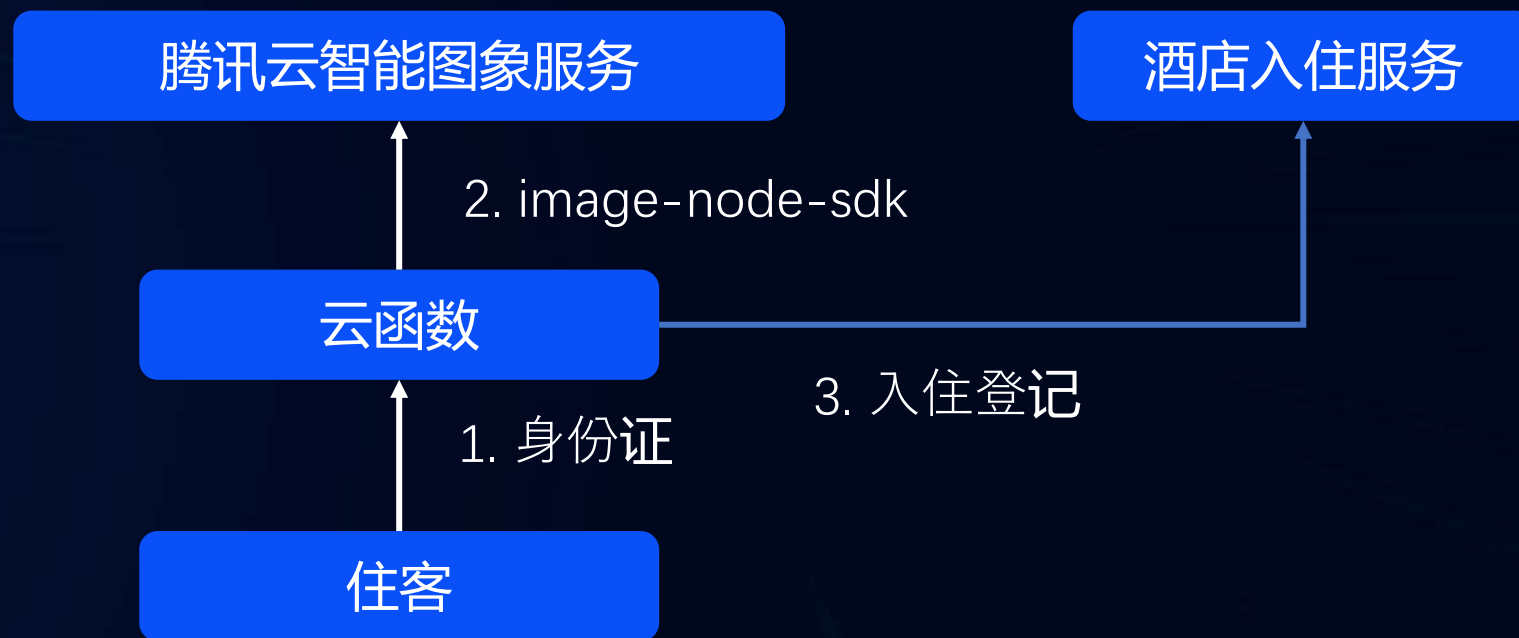 腾讯云智能图象服务
酒店入住服务
2. image-node-sdk
云函数
3. 入住登记
1. 身份证
住客